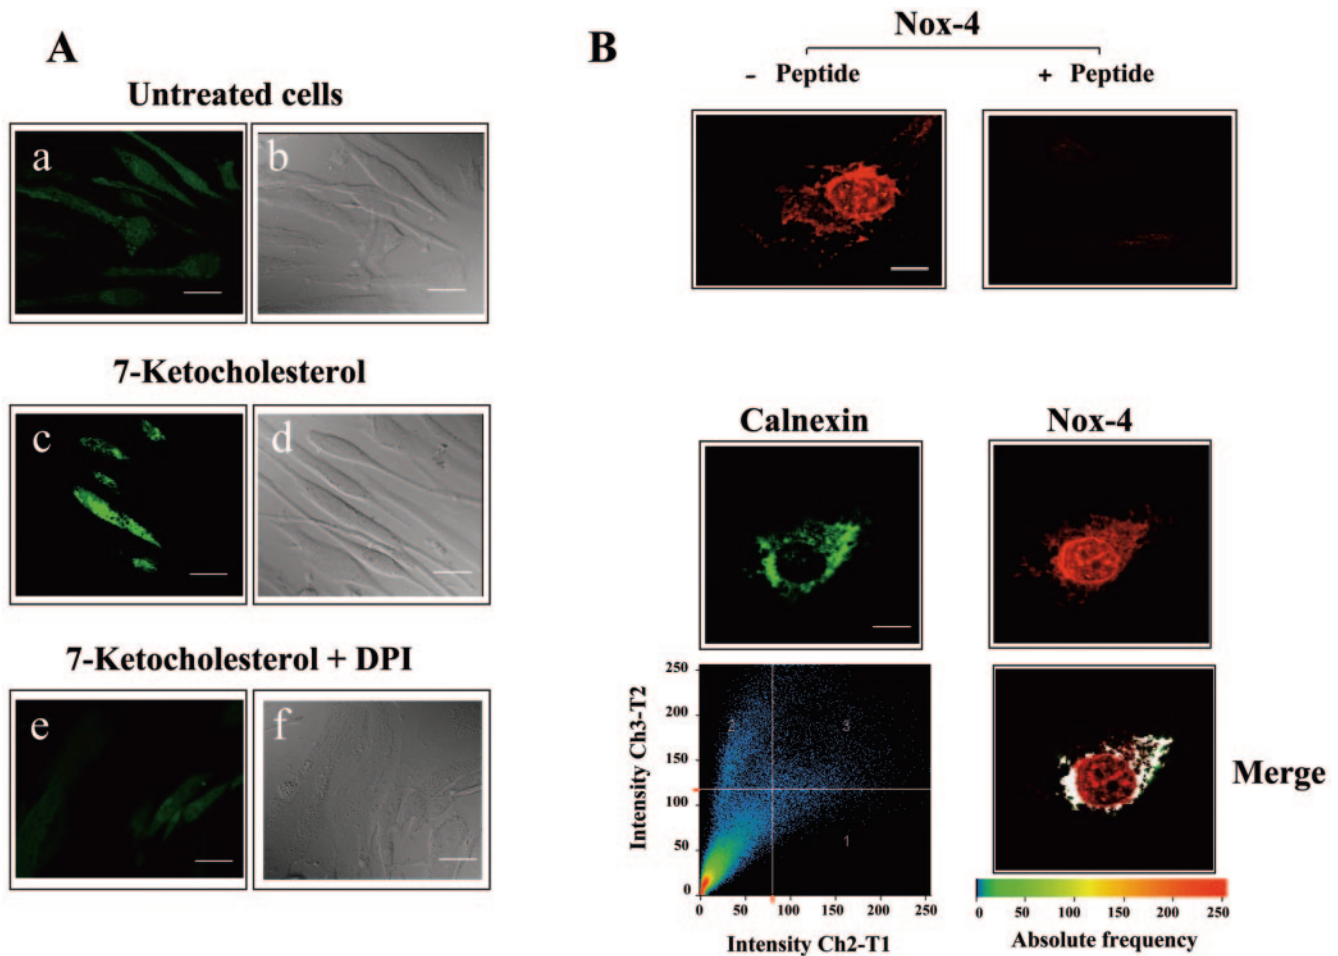 A
Untreated cells
a
b
7-Ketocholesterol
c
d
7-Ketocholesterol + DPI
e
f
B
Nox-4
- Peptide
+ Peptide
Calnexin
Nox-4
Intensity Ch3-T2
250
200
150
100
50
0
2
3
1
0 50 100 150 200 250
Intensity Ch2-T1
Merge
0 50 100 150 200 250
Absolute frequency